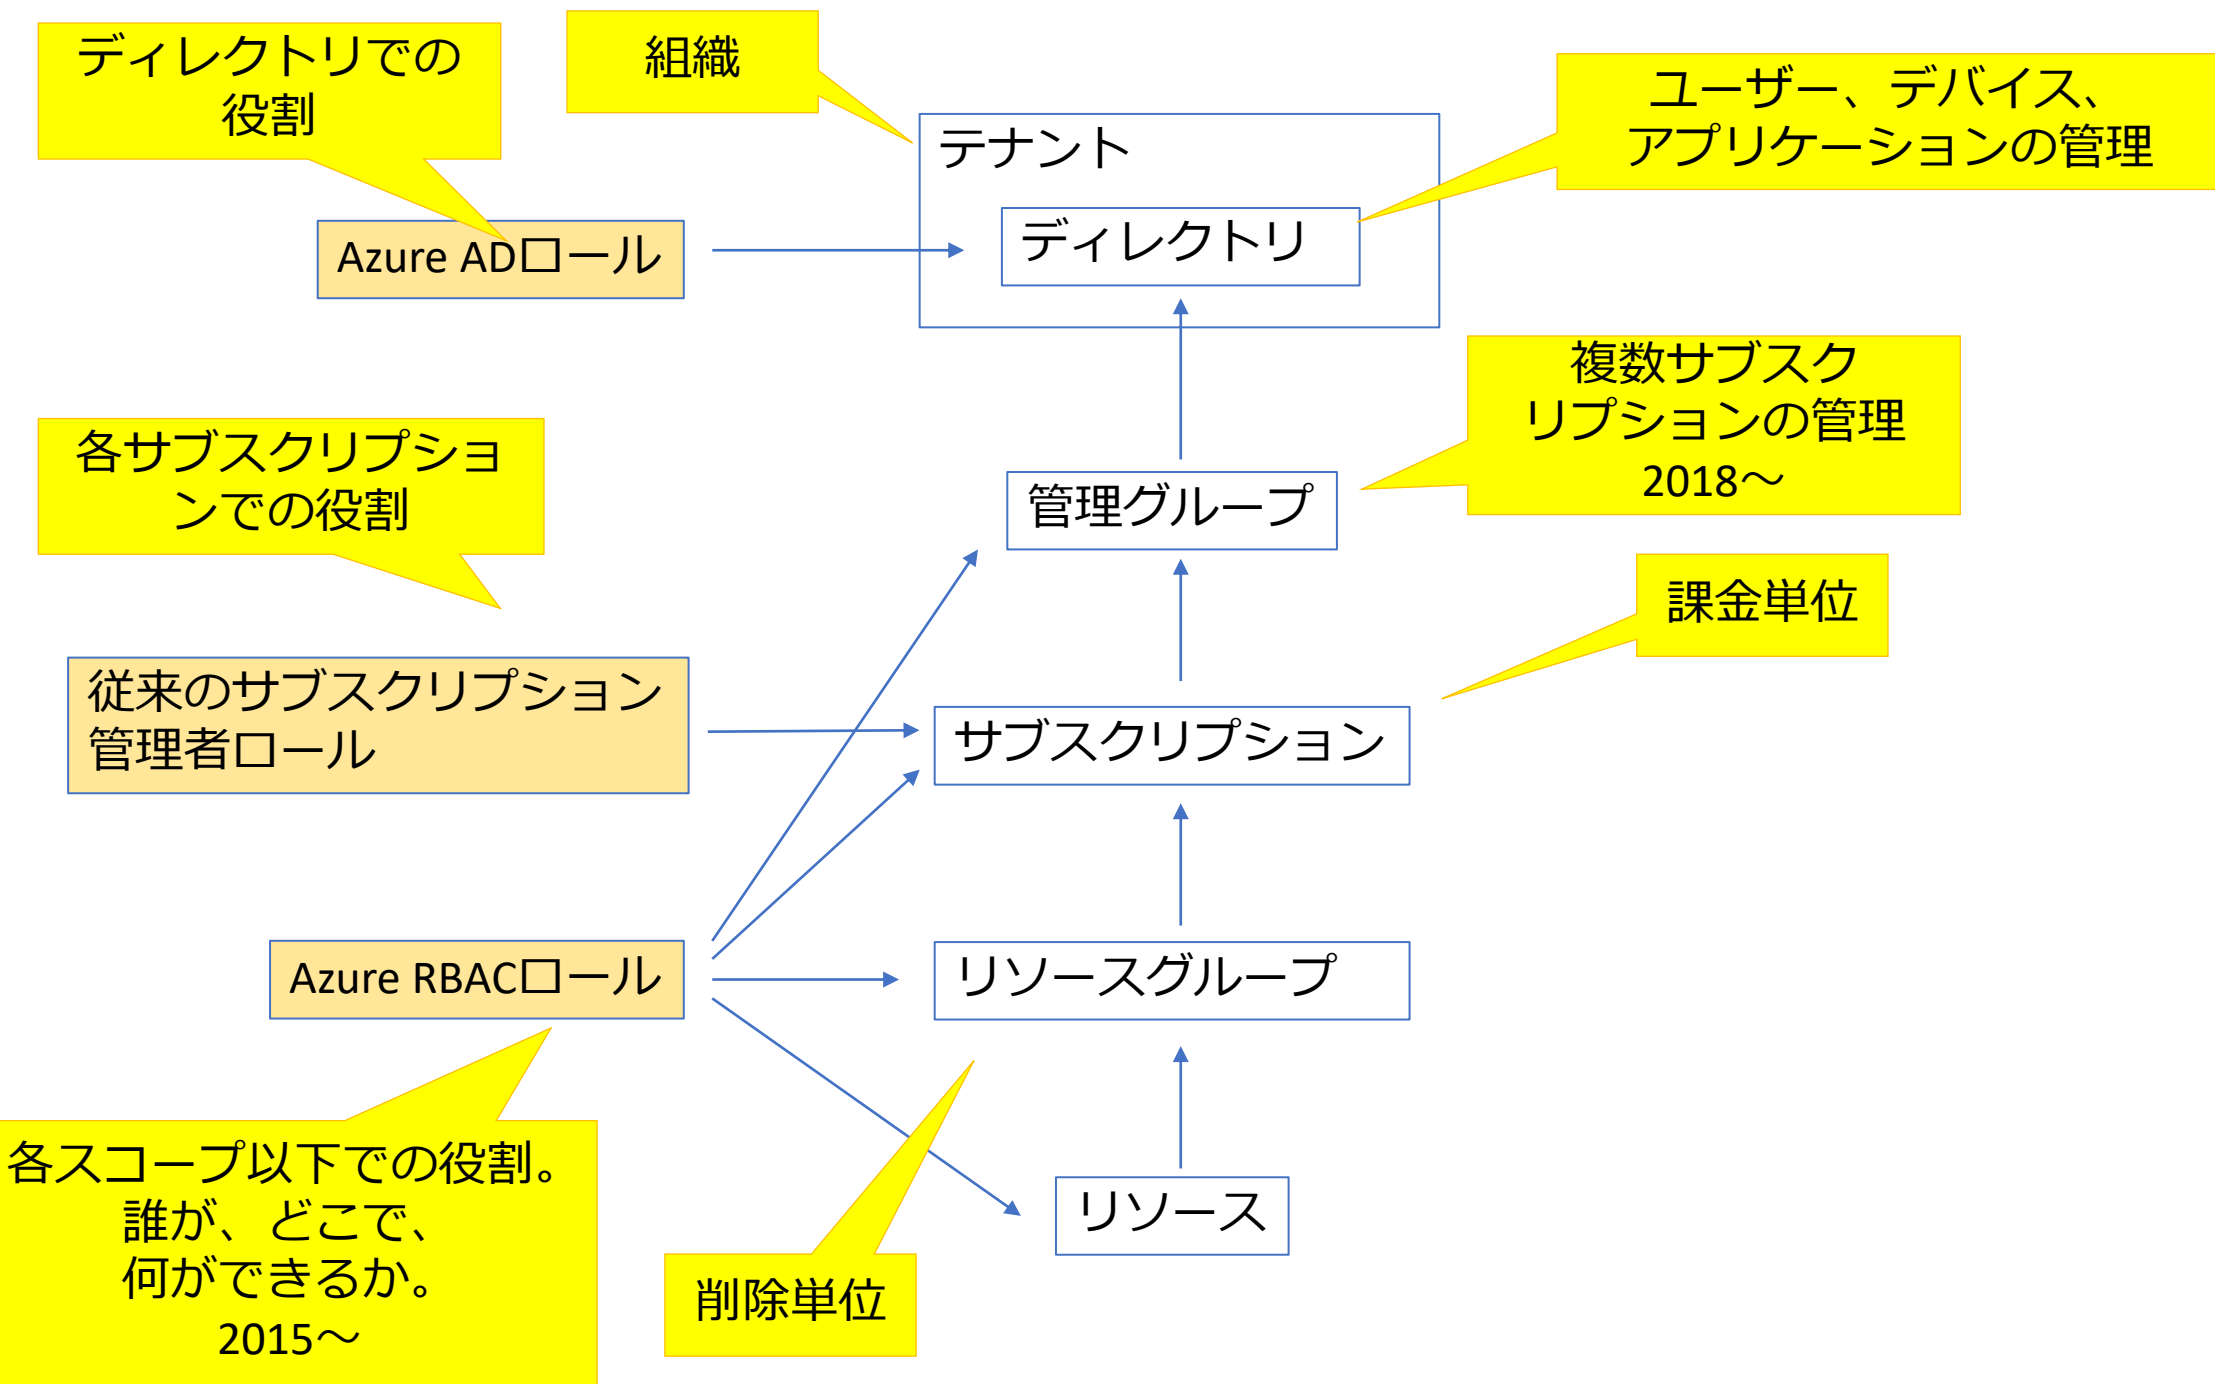 ディレクトリでの
役割
組織
ユーザー、デバイス、
アプリケーションの管理
テナント
ディレクトリ
Azure ADロール
複数サブスク
リプションの管理
2018～
各サブスクリプショ
ンでの役割
管理グループ
課金単位
従来のサブスクリプション
管理者ロール
サブスクリプション
Azure RBACロール
リソースグループ
各スコープ以下での役割。
誰が、どこで、
何ができるか。
2015～
リソース
削除単位